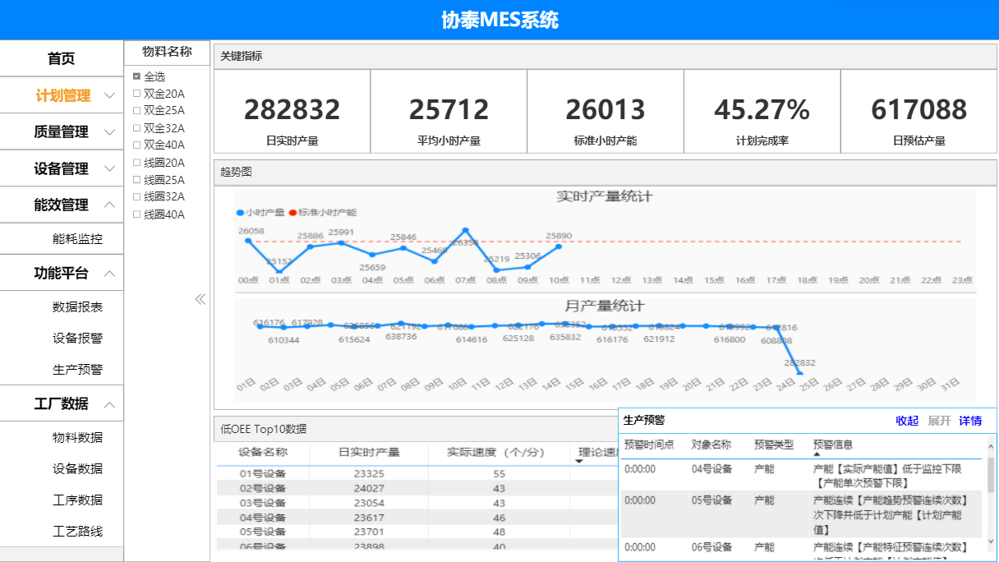 协泰MES系统
首页
计划管理
质量管理
设备管理
能效管理
能耗监控
功能平台
数据报表
设备报警
生产预警
工厂数据
物料数据
设备数据
工序数据
工艺路线
物料名称
全选
双金20A
双金25A
双金32A
双金40A
线圈20A
线圈25A
线圈32A
线圈40A
关键指标
282832
日实时产量
25712
平均小时产量
26013
标准小时产能
45.27%
计划完成率
617088
日预估产量
趋势图
实时产量统计
小时产量 标准小时产能
26058 25152 25886 25991 25659 25846 25468 26356 25219 25306 25890
00点 01点 02点 03点 04点 05点 06点 07点 08点 09点 10点 11点 12点 13点 14点 15点 16点 17点 18点 19点 20点 21点 22点 23点
月产量统计
616176 617928 621192 622176 282832
610344 615624 638736 614616 625128 635832 616176 621912 616800 608808
01日 02日 03日 04日 05日 06日 07日 08日 09日 10日 11日 12日 13日 14日 15日 16日 17日 18日 19日 20日 21日 22日 23日 24日 25日 26日 27日 28日 29日 30日 31日
低OEE Top10数据
设备名称 日实时产量 实际速度（个/分） 理论速
01号设备 23325 55
02号设备 24027 43
03号设备 23054 43
04号设备 23617 46
05号设备 23701 48
06号设备 23898 40
生产预警 收起 展开 详情
预警时间点 对象名称 预警类型 预警信息
0:00:00 04号设备 产能 产能【实际产能值】低于监控下限
【产能单次预警下限】
0:00:00 05号设备 产能 产能连续【产能趋势预警连续次数】
次下降并低于计划产能【计划产能
值】
0:00:00 06号设备 产能 产能连续【产能特征预警连续次数】
次低于计划产能【计划产能值】